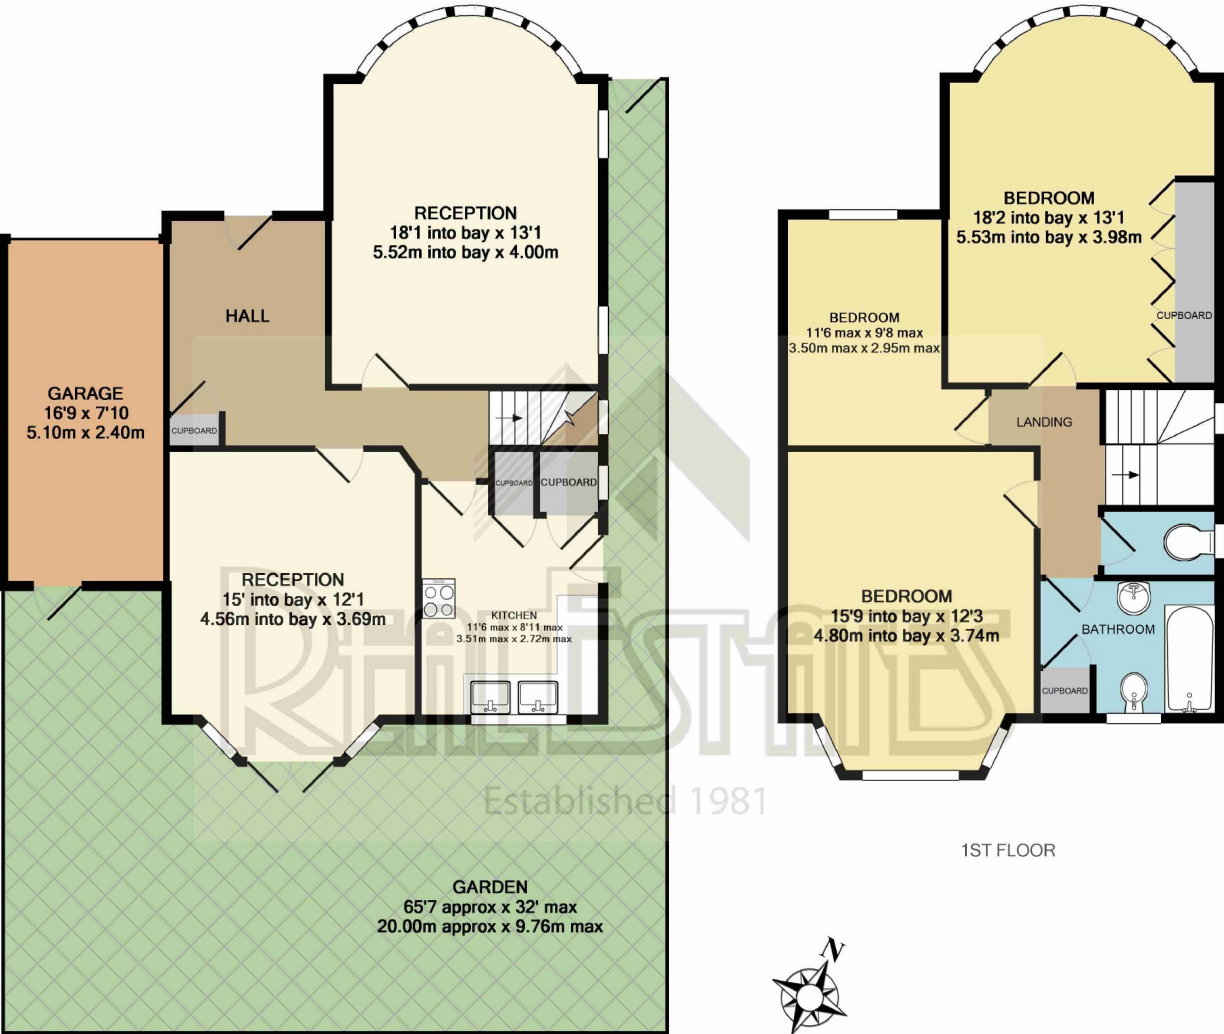 RECEPTION
18'1 into bay x 13'1
5.52m into bay x 4.00m
HALL
GARAGE
16'9 x 7'10
5.10m x 2.40m
CUPBOARD
CUPBOARD
CUPBOARD
RECEPTION
15' into bay x 12'1
4.56m into bay x 3.69m
KITCHEN
11'6 max x 8'11 max
3.51m max x 2.72m max
GARDEN
65'7 approx x 32' max
20.00m approx x 9.76m max
BEDROOM
18'2 into bay x 13'1
5.53m into bay x 3.98m
CUPBOARD
BEDROOM
11'6 max x 9'8 max
3.50m max x 2.95m max
LANDING
BEDROOM
15'9 into bay x 12'3
4.80m into bay x 3.74m
BATHROOM
CUPBOARD
1ST FLOOR
N
RealEstates
Established 1981